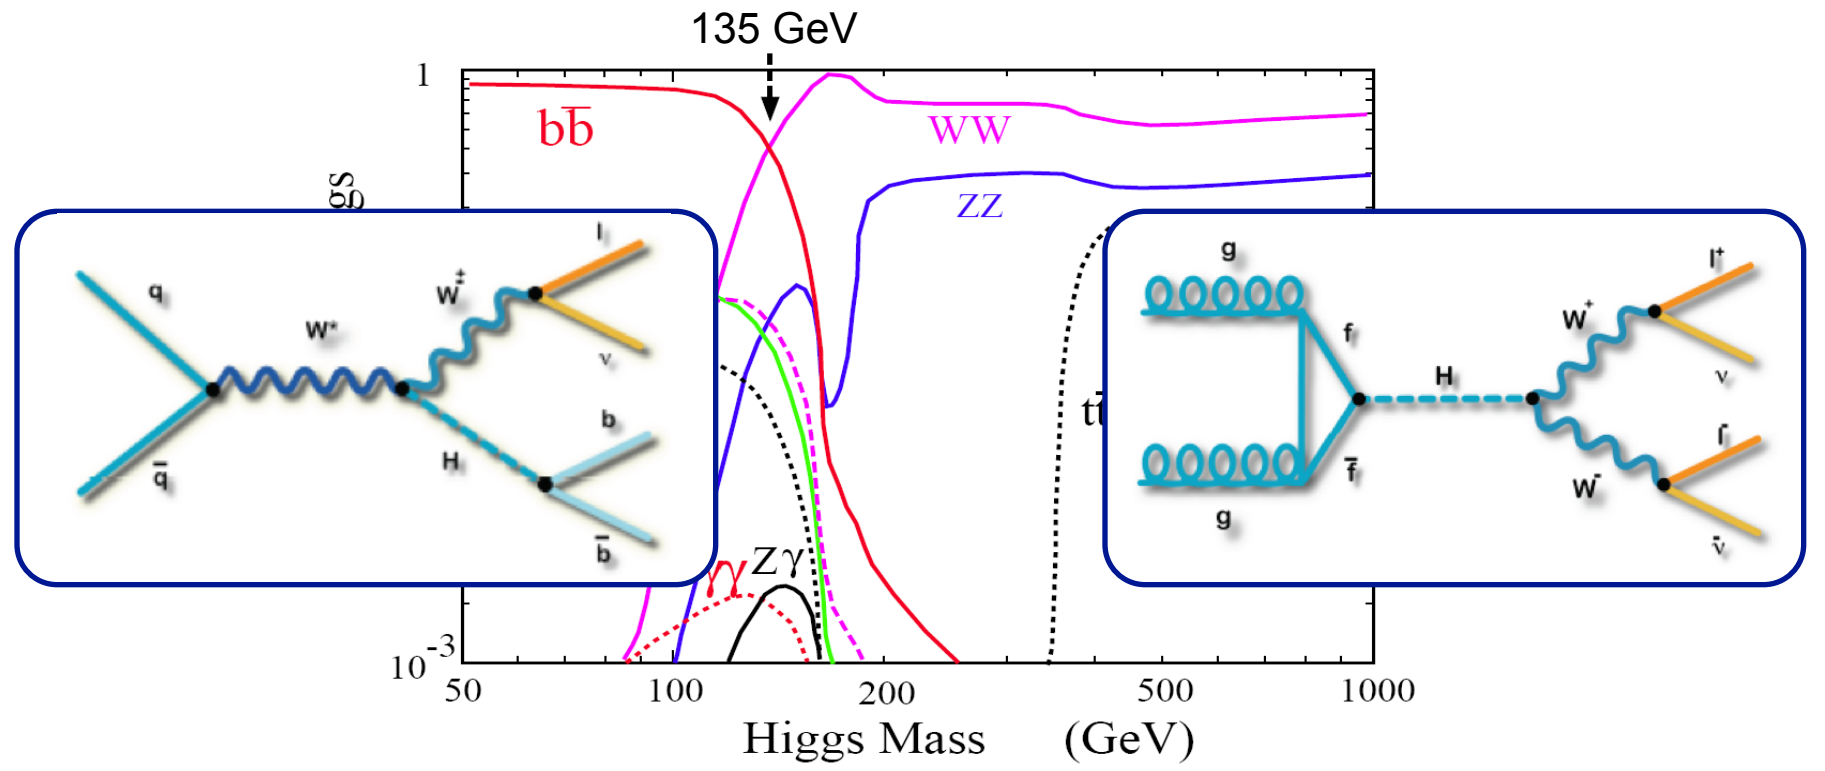 135 GeV
1
bb̅
WW
gs
ZZ
q
W*
W±
l
ν
q̅
H
b
b̅
g
f
H
W⁺
l⁺
ν
g
f̅
W⁻
l⁻
ν̅
tt̅
γγ
Zγ
10⁻³
50
100
200
500
1000
Higgs Mass (GeV)